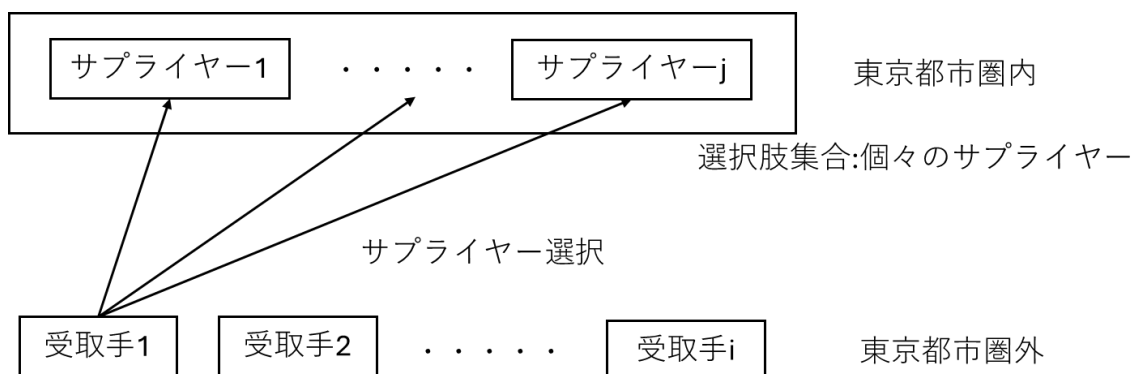 サプライヤー1 ・・・・・ サプライヤーj 東京都市圏内
選択肢集合:個々のサプライヤー
サプライヤー選択
受取手1 受取手2 ・・・・・ 受取手i 東京都市圏外